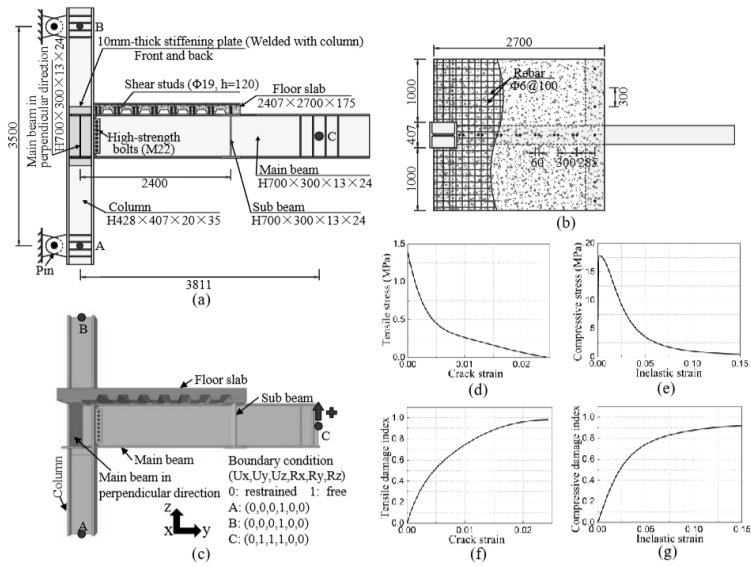 B
10mm-thick stiffening plate (Welded with column)
Front and back
Shear studs (Φ19, h=120)
Floor slab
2407×2700×175
Main beam in
perpendicular direction
H700×300×13×24
3500
High-strength
bolts (M22)
C
Main beam
H700×300×13×24
2400
Column
H428×407×20×35
Sub beam
H700×300×13×24
A
Pin
3811
(a)
2700
1000
407
1000
Rebar
Φ6@100
300
60 300 285
(b)
B
Floor slab
Sub beam
+
C
Main beam
Main beam in
perpendicular direction
Column
A
z
x y
Boundary condition
(Ux,Uy,Uz,Rx,Ry,Rz)
0: restrained 1: free
A: (0,0,0,1,0,0)
B: (0,0,0,1,0,0)
C: (0,1,1,1,0,0)
(c)
Tensile stress (MPa)
1.5
1.0
0.5
0.0
0.00 0.01 0.02
Crack strain
(d)
Compressive stress (MPa)
20
15
10
5
0
0.00 0.05 0.10 0.15
Inelastic strain
(e)
Tensile damage index
1.0
0.8
0.6
0.4
0.2
0
0.00 0.01 0.02
Crack strain
(f)
Compressive damage index
1.0
0.8
0.6
0.4
0.2
0.0
0.00 0.05 0.10 0.15
Inelastic strain
(g)